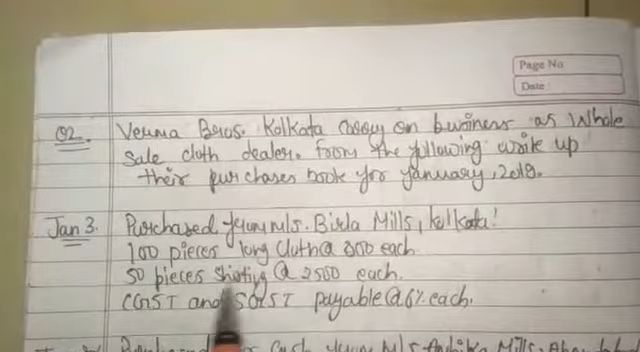 Page No
Date
Q2. Verma Bros. Kolkata carry on business as Whole
Sale cloth dealer. From the following write up
their purchases book for January, 2018.
Jan 3. Purchased from M/s. Birla Mills, Kolkata:
100 pieces long Cloth @ 800 each
50 pieces Shirting @ 2500 each.
CGST and SGST payable @ 6% each.
Mills